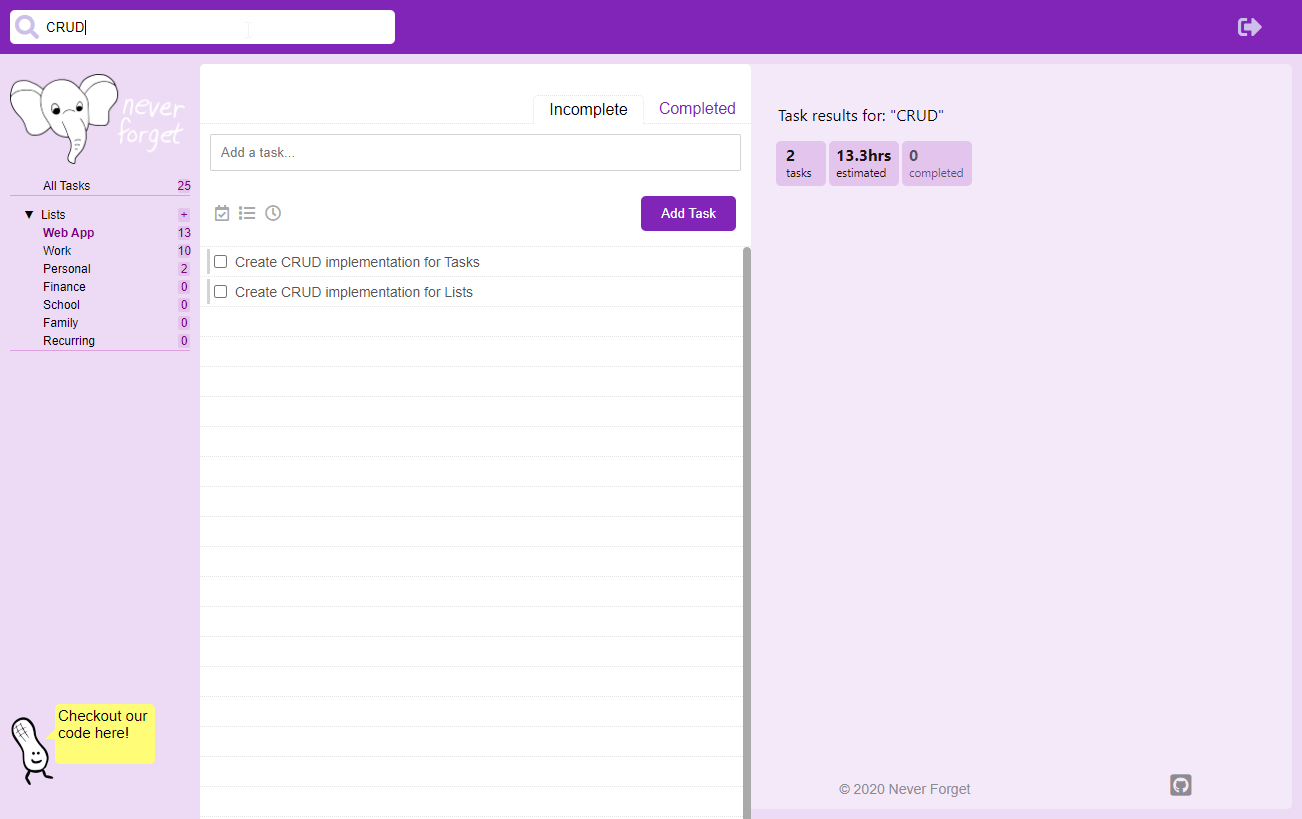 CRUD
never
forget
All Tasks 25
▼ Lists +
Web App 13
Work 10
Personal 2
Finance 0
School 0
Family 0
Recurring 0
Checkout our
code here!
Incomplete Completed
Add a task...
Add Task
Create CRUD implementation for Tasks
Create CRUD implementation for Lists
Task results for: "CRUD"
2 13.3hrs 0
tasks estimated completed
© 2020 Never Forget